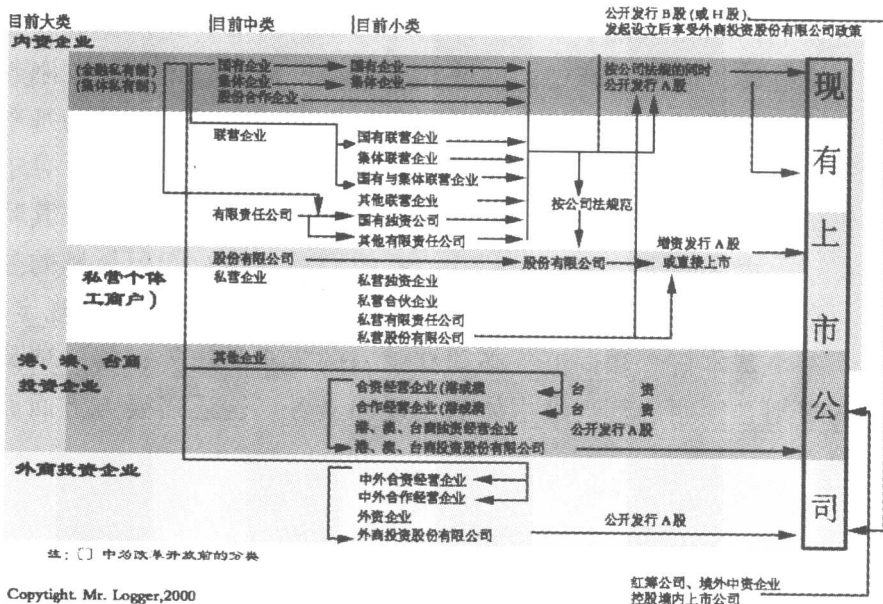 目前大类
目前中类
目前小类
公开发行 B 股 (或 H 股)
发起设立后享受外商投资股份有限公司政策
内资企业
(金融私有制)
(集体私有制)
国有企业
国有企业
集体企业
集体企业
股份合作企业
按公司法规的同时
公开发行 A 股
联营企业
国有联营企业
集体联营企业
国有与集体联营企业
其他联营企业
有限责任公司
国有独资公司
其他有限责任公司
按公司法规范
股份有限公司
股份有限公司
增资发行 A 股
或直接上市
私营个体
工商户)
私营企业
私营独资企业
私营合伙企业
私营有限责任公司
私营股份有限公司
港、澳、台商
投资企业
其他企业
合资经营企业(港或澳
台 资
合作经营企业(港或澳
台 资
港、澳、台商独资经营企业
公开发行 A 股
港、澳、台商投资股份有限公司
外商投资企业
中外合资经营企业
中外合作经营企业
外资企业
外商投资股份有限公司
公开发行 A 股
现有上市公司
注: 〔〕 中为改革开放前的分类
Copytight. Mr. Logger,2000
红筹公司、境外中资企业
控股境内上市公司